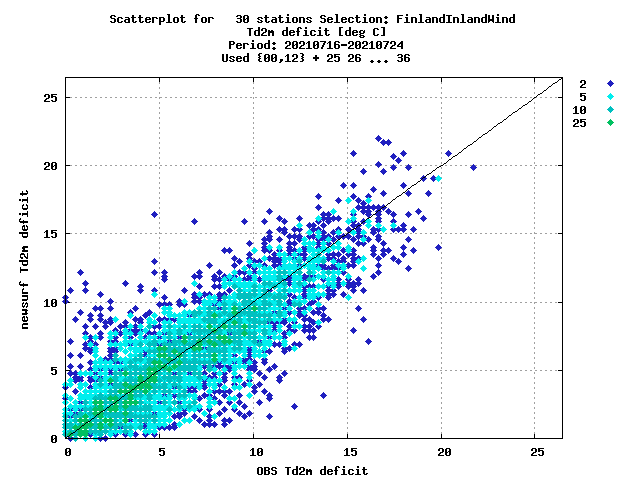 Scatterplot for   30 stations Selection: FinlandInlandWind
Td2m deficit [deg C]
Period: 20210716-20210724
Used {00,12} + 25 26 ... 36
2
5
10
25
25
20
15
10
5
0
newsurf Td2m deficit
0 5 10 15 20 25
OBS Td2m deficit